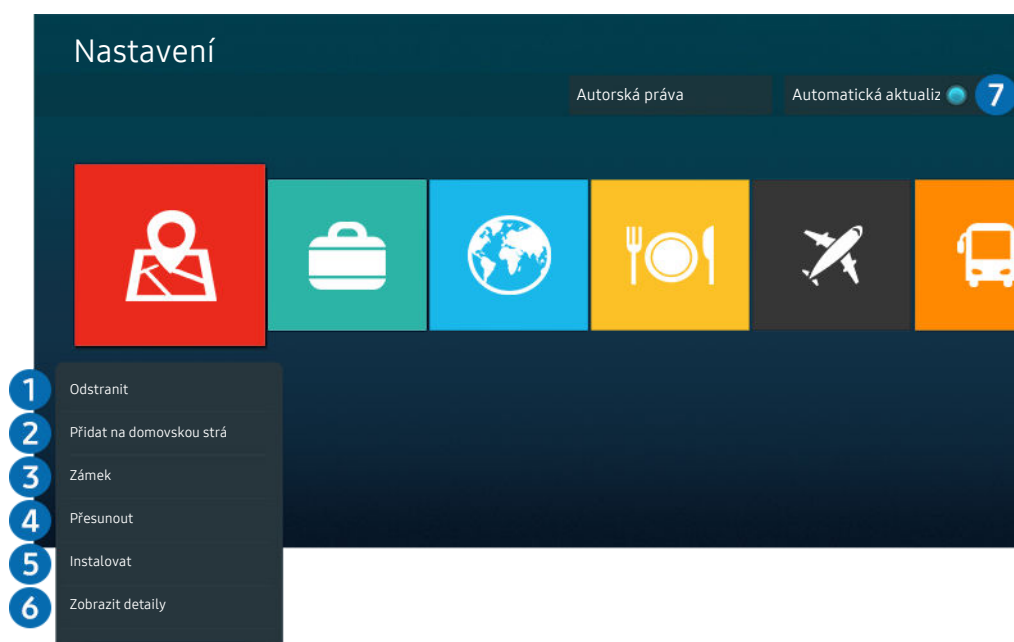 Nastavení
Autorská práva
Automatická aktualiz
7
1
Odstranit
2
Přidat na domovskou strá
3
Zámek
4
Přesunout
5
Instalovat
6
Zobrazit detaily